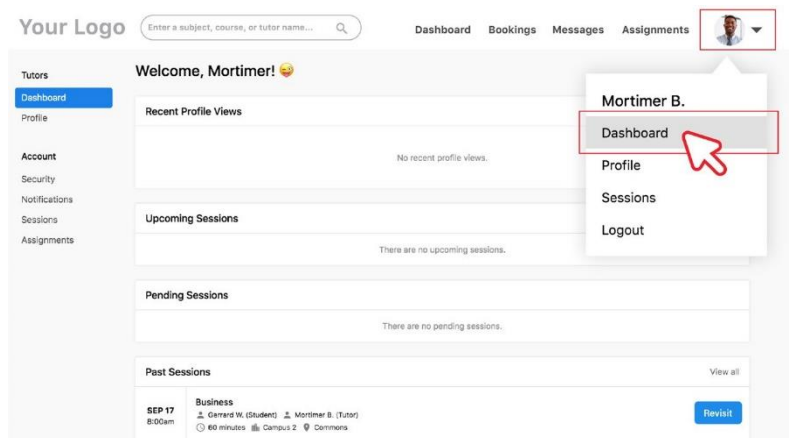 Your Logo
Enter a subject, course, or tutor name...
Dashboard Bookings Messages Assignments
Tutors
Dashboard
Profile
Account
Security
Notifications
Sessions
Assignments
Welcome, Mortimer!
Recent Profile Views
No recent profile views.
Upcoming Sessions
There are no upcoming sessions.
Pending Sessions
There are no pending sessions.
Past Sessions
View all
SEP 17
8:00am
Business
Gerrard W. (Student) Mortimer B. (Tutor)
60 minutes Campus 2 Commons
Revisit
Mortimer B.
Dashboard
Profile
Sessions
Logout